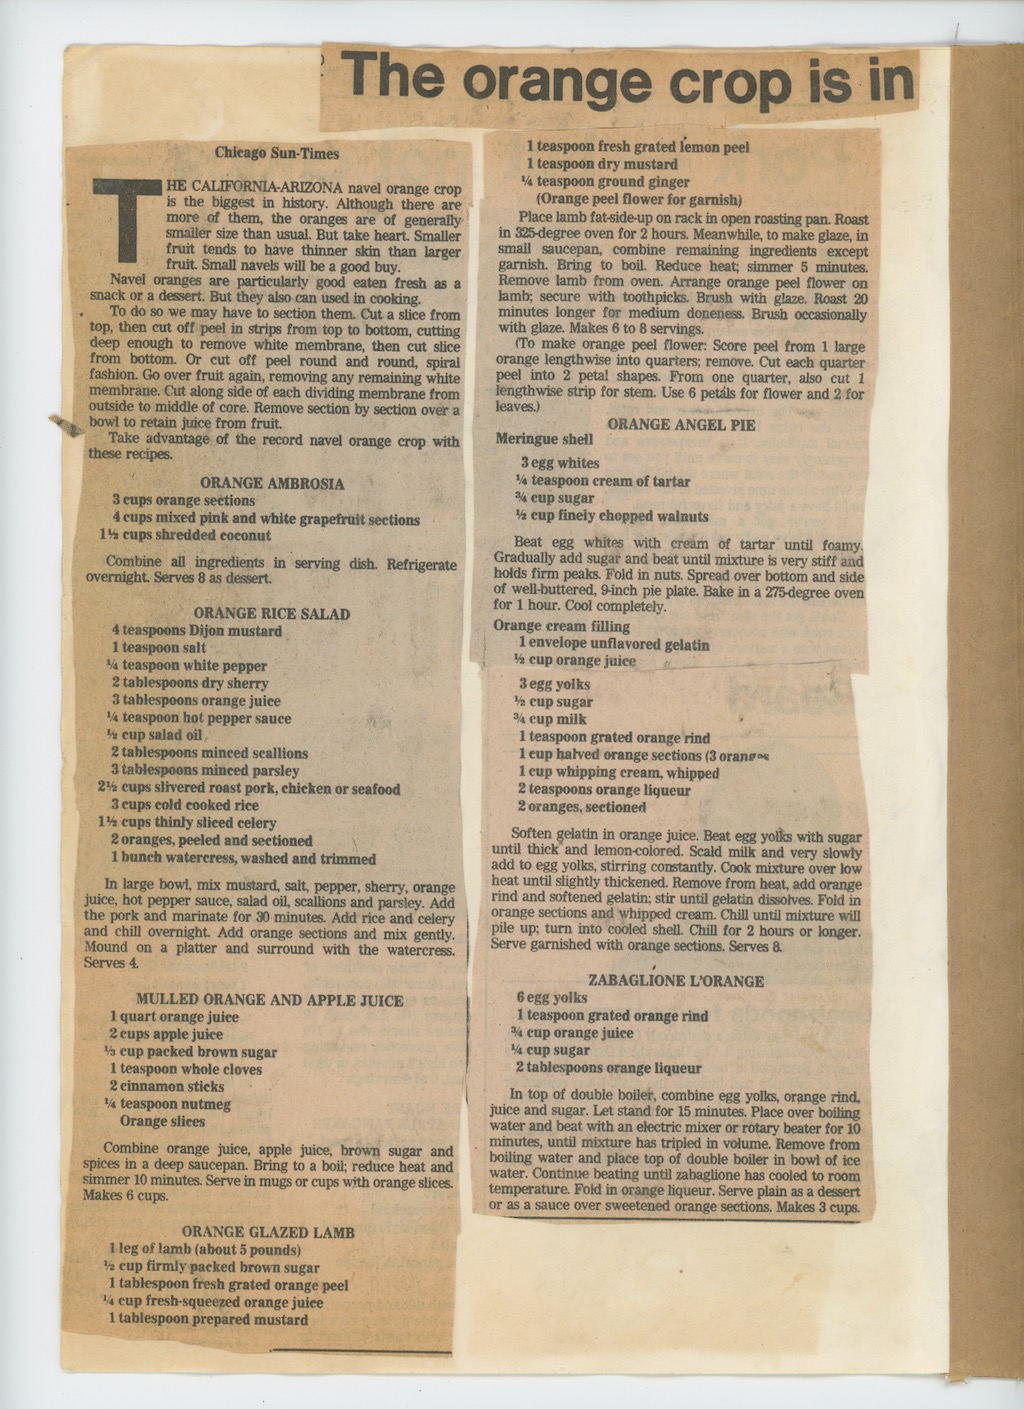 The orange crop is in
Chicago Sun-Times
THE CALIFORNIA-ARIZONA navel orange crop
is the biggest in history. Although there are
more of them, the oranges are of generally
smaller size than usual. But take heart. Smaller
fruit tends to have thinner skin than larger
fruit. Small navels will be a good buy.
Navel oranges are particularly good eaten fresh as a
snack or a dessert. But they also can used in cooking.
To do so we may have to section them. Cut a slice from
top, then cut off peel in strips from top to bottom, cutting
deep enough to remove white membrane, then cut slice
from bottom. Or cut off peel round and round, spiral
fashion. Go over fruit again, removing any remaining white
membrane. Cut along side of each dividing membrane from
outside to middle of core. Remove section by section over a
bowl to retain juice from fruit.
Take advantage of the record navel orange crop with
these recipes.
ORANGE AMBROSIA
3 cups orange sections
4 cups mixed pink and white grapefruit sections
1½ cups shredded coconut
Combine all ingredients in serving dish. Refrigerate
overnight. Serves 8 as dessert.
ORANGE RICE SALAD
4 teaspoons Dijon mustard
1 teaspoon salt
¼ teaspoon white pepper
2 tablespoons dry sherry
3 tablespoons orange juice
¼ teaspoon hot pepper sauce
½ cup salad oil
2 tablespoons minced scallions
3 tablespoons minced parsley
2½ cups slivered roast pork, chicken or seafood
3 cups cold cooked rice
1½ cups thinly sliced celery
2 oranges, peeled and sectioned
1 bunch watercress, washed and trimmed
In large bowl, mix mustard, salt, pepper, sherry, orange
juice, hot pepper sauce, salad oil, scallions and parsley. Add
the pork and marinate for 30 minutes. Add rice and celery
and chill overnight. Add orange sections and mix gently.
Mound on a platter and surround with the watercress.
Serves 4.
MULLED ORANGE AND APPLE JUICE
1 quart orange juice
2 cups apple juice
⅓ cup packed brown sugar
1 teaspoon whole cloves
2 cinnamon sticks
¼ teaspoon nutmeg
Orange slices
Combine orange juice, apple juice, brown sugar and
spices in a deep saucepan. Bring to a boil; reduce heat and
simmer 10 minutes. Serve in mugs or cups with orange slices.
Makes 6 cups.
ORANGE GLAZED LAMB
1 leg of lamb (about 5 pounds)
½ cup firmly packed brown sugar
1 tablespoon fresh grated orange peel
¼ cup fresh-squeezed orange juice
1 tablespoon prepared mustard
1 teaspoon fresh grated lemon peel
1 teaspoon dry mustard
¼ teaspoon ground ginger
(Orange peel flower for garnish)
Place lamb fat-side-up on rack in open roasting pan. Roast
in 325-degree oven for 2 hours. Meanwhile, to make glaze, in
small saucepan, combine remaining ingredients except
garnish. Bring to boil. Reduce heat; simmer 5 minutes.
Remove lamb from oven. Arrange orange peel flower on
lamb; secure with toothpicks. Brush with glaze. Roast 20
minutes longer for medium doneness. Brush occasionally
with glaze. Makes 6 to 8 servings.
(To make orange peel flower: Score peel from 1 large
orange lengthwise into quarters; remove. Cut each quarter
peel into 2 petal shapes. From one quarter, also cut 1
lengthwise strip for stem. Use 6 petals for flower and 2 for
leaves.)
ORANGE ANGEL PIE
Meringue shell
3 egg whites
¼ teaspoon cream of tartar
¾ cup sugar
½ cup finely chopped walnuts
Beat egg whites with cream of tartar until foamy.
Gradually add sugar and beat until mixture is very stiff and
holds firm peaks. Fold in nuts. Spread over bottom and side
of well-buttered, 9-inch pie plate. Bake in a 275-degree oven
for 1 hour. Cool completely.
Orange cream filling
1 envelope unflavored gelatin
½ cup orange juice
3 egg yolks
½ cup sugar
¾ cup milk
1 teaspoon grated orange rind
1 cup halved orange sections (3 oranges
1 cup whipping cream, whipped
2 teaspoons orange liqueur
2 oranges, sectioned
Soften gelatin in orange juice. Beat egg yolks with sugar
until thick and lemon-colored. Scald milk and very slowly
add to egg yolks, stirring constantly. Cook mixture over low
heat until slightly thickened. Remove from heat, add orange
rind and softened gelatin; stir until gelatin dissolves. Fold in
orange sections and whipped cream. Chill until mixture will
pile up; turn into cooled shell. Chill for 2 hours or longer.
Serve garnished with orange sections. Serves 8.
ZABAGLIONE L'ORANGE
6 egg yolks
1 teaspoon grated orange rind
¾ cup orange juice
¼ cup sugar
2 tablespoons orange liqueur
In top of double boiler, combine egg yolks, orange rind,
juice and sugar. Let stand for 15 minutes. Place over boiling
water and beat with an electric mixer or rotary beater for 10
minutes, until mixture has tripled in volume. Remove from
boiling water and place top of double boiler in bowl of ice
water. Continue beating until zabaglione has cooled to room
temperature. Fold in orange liqueur. Serve plain as a dessert
or as a sauce over sweetened orange sections. Makes 3 cups.